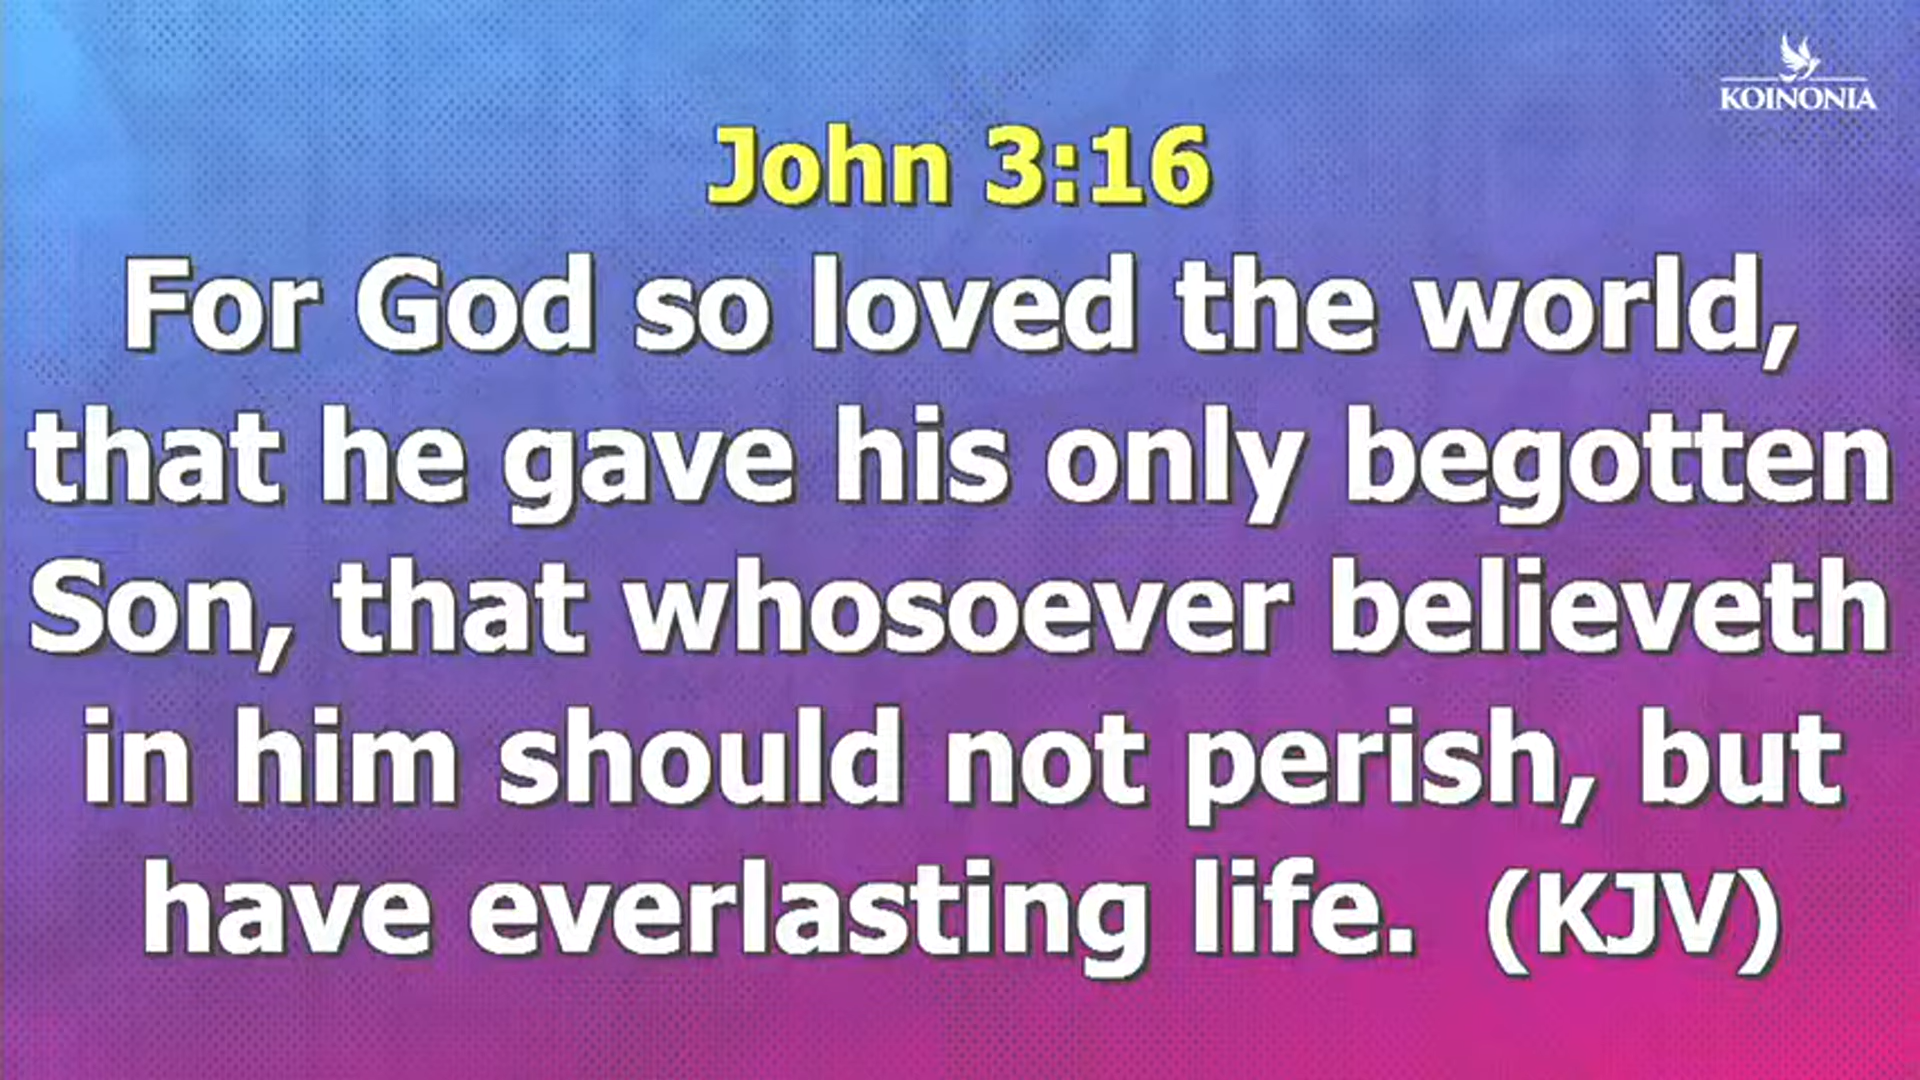 KOINONIA
John 3:16
For God so loved the world,
that he gave his only begotten
Son, that whosoever believeth
in him should not perish, but
have everlasting life. (KJV)